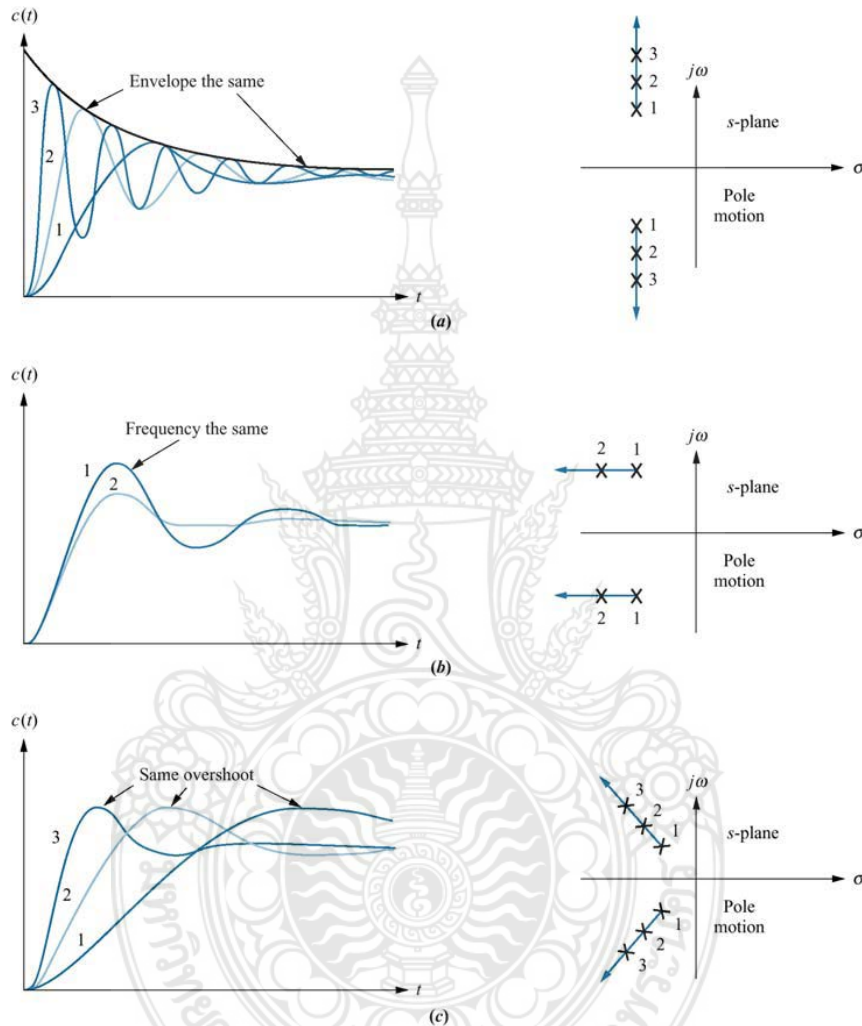 c(t)
Envelope the same
3
2
1
t
3
2
1
jω
s-plane
σ
Pole
motion
1
2
3
(a)
c(t)
Frequency the same
1
2
t
2
1
jω
s-plane
σ
Pole
motion
2
1
(b)
c(t)
Same overshoot
3
2
1
t
3
2
1
jω
s-plane
σ
Pole
motion
1
2
3
(c)